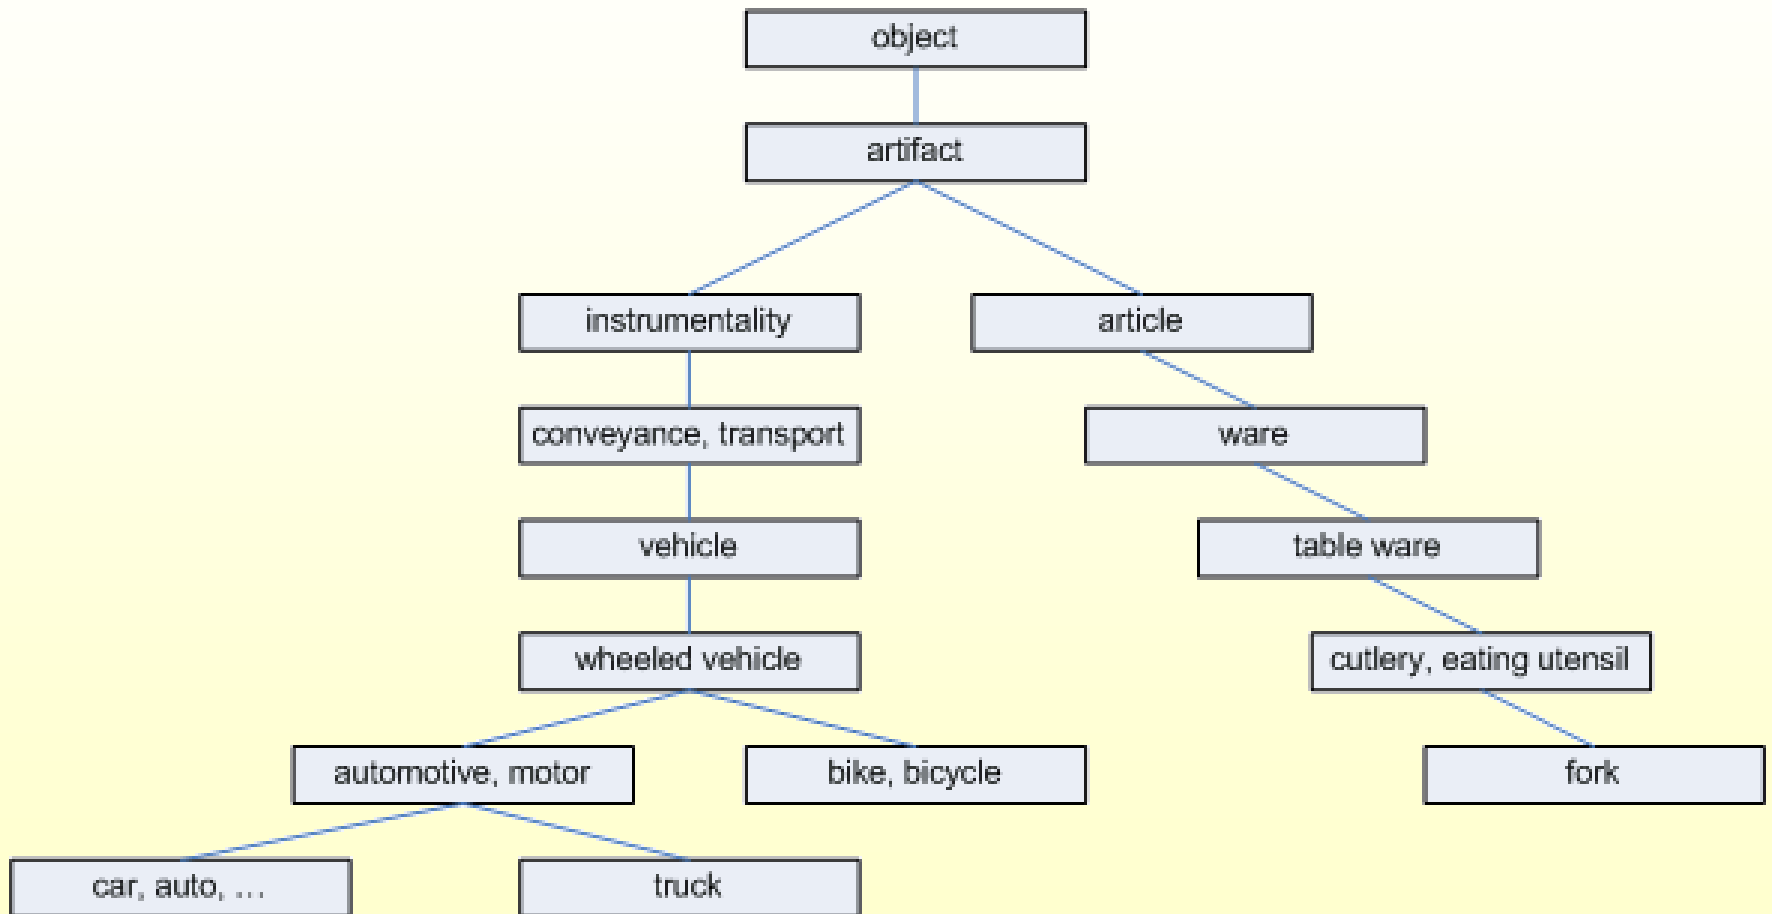 object
artifact
instrumentality
article
conveyance, transport
ware
vehicle
table ware
wheeled vehicle
cutlery, eating utensil
automotive, motor
bike, bicycle
fork
car, auto, …
truck